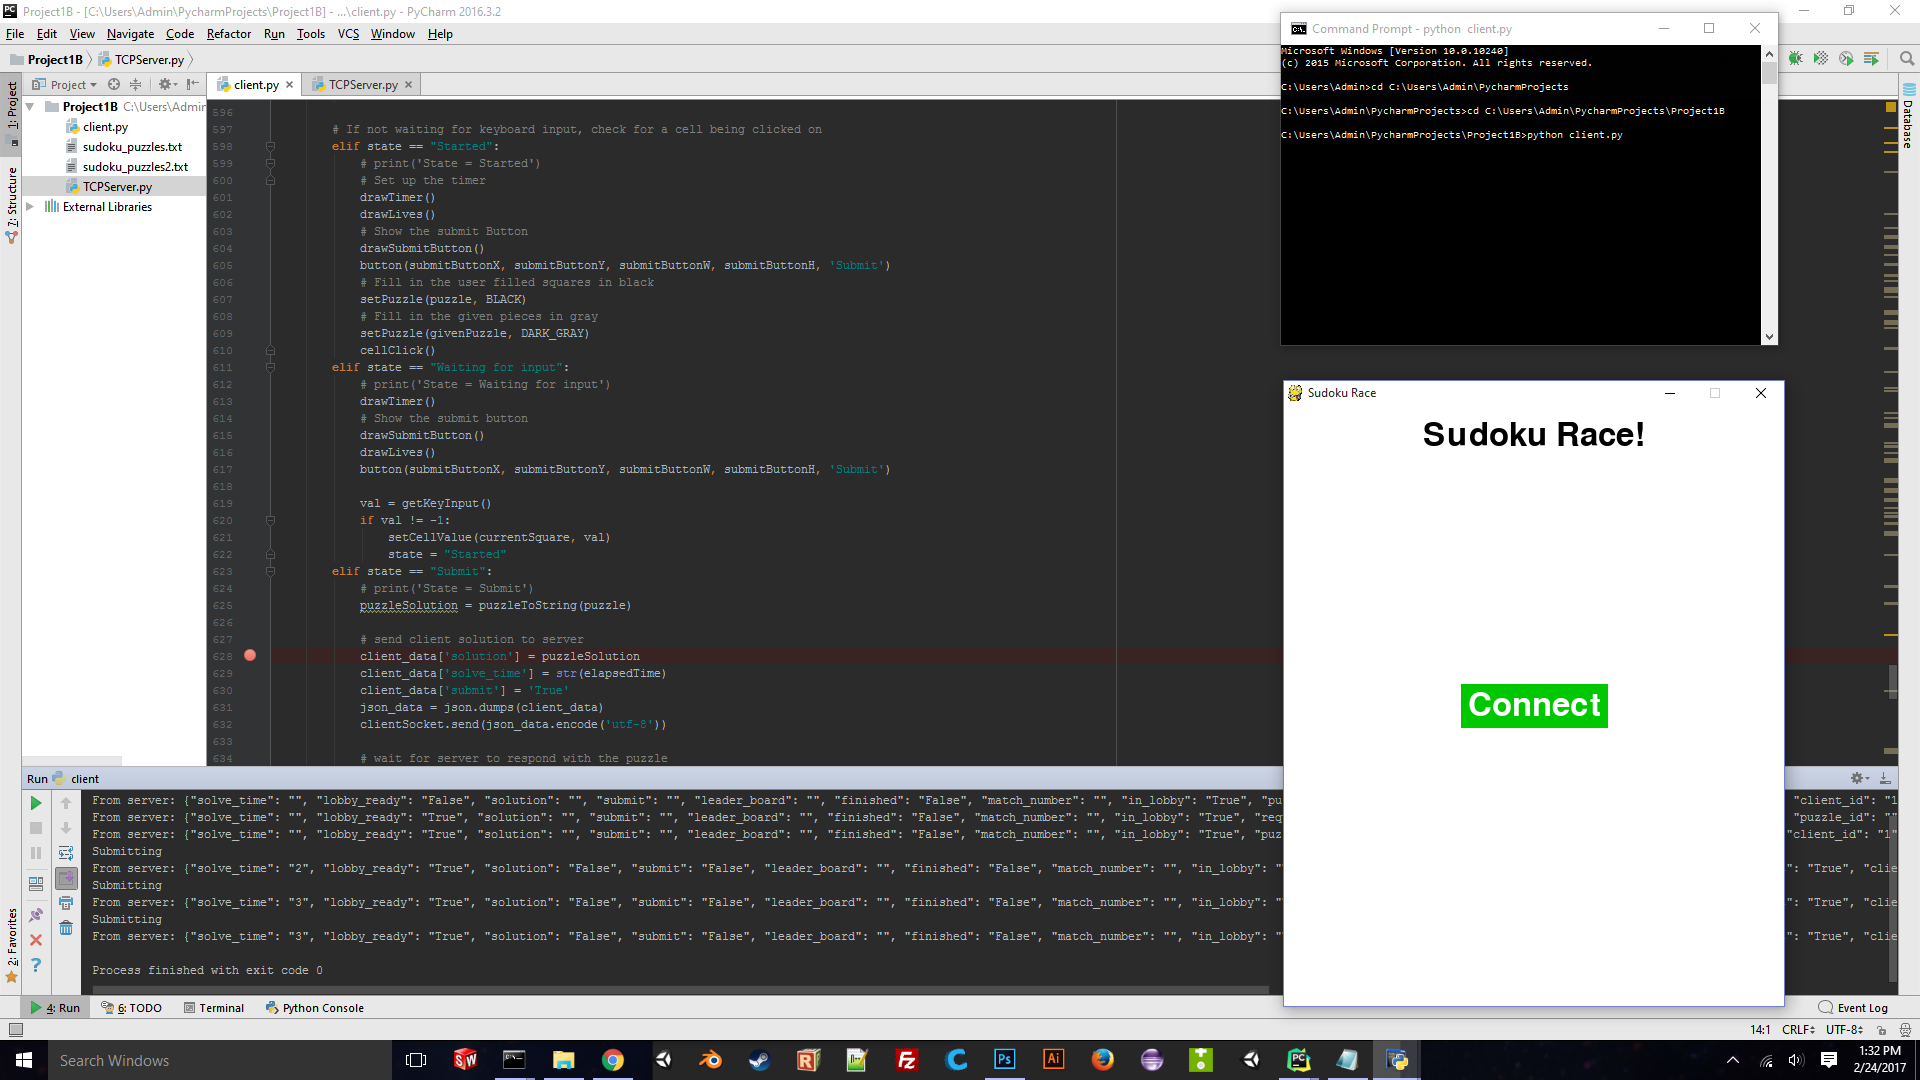 Project1B - [C:\Users\Admin\PycharmProjects\Project1B] - ...\client.py - PyCharm 2016.3.2
File Edit View Navigate Code Refactor Run Tools VCS Window Help
Project1B TCPServer.py
1: Project
7: Structure
2: Favorites
Project
Project1B C:\Users\Admin
client.py
sudoku_puzzles.txt
sudoku_puzzles2.txt
TCPServer.py
External Libraries
client.py TCPServer.py
596
597 # If not waiting for keyboard input, check for a cell being clicked on
598 elif state == "Started":
599 # print('State = Started')
600 # Set up the timer
601 drawTimer()
602 drawLives()
603 # Show the submit Button
604 drawSubmitButton()
605 button(submitButtonX, submitButtonY, submitButtonW, submitButtonH, 'Submit')
606 # Fill in the user filled squares in black
607 setPuzzle(puzzle, BLACK)
608 # Fill in the given pieces in gray
609 setPuzzle(givenPuzzle, DARK_GRAY)
610 cellClick()
611 elif state == "Waiting for input":
612 # print('State = Waiting for input')
613 drawTimer()
614 # Show the submit button
615 drawSubmitButton()
616 drawLives()
617 button(submitButtonX, submitButtonY, submitButtonW, submitButtonH, 'Submit')
618
619 val = getKeyInput()
620 if val != -1:
621 setCellValue(currentSquare, val)
622 state = "Started"
623 elif state == "Submit":
624 # print('State = Submit')
625 puzzleSolution = puzzleToString(puzzle)
626
627 # send client solution to server
628 client_data['solution'] = puzzleSolution
629 client_data['solve_time'] = str(elapsedTime)
630 client_data['submit'] = 'True'
631 json_data = json.dumps(client_data)
632 clientSocket.send(json_data.encode('utf-8'))
633
634 # wait for server to respond with the puzzle
Command Prompt - python client.py
Microsoft Windows [Version 10.0.10240]
(c) 2015 Microsoft Corporation. All rights reserved.
C:\Users\Admin>cd C:\Users\Admin\PycharmProjects
C:\Users\Admin\PycharmProjects>cd C:\Users\Admin\PycharmProjects\Project1B
C:\Users\Admin\PycharmProjects\Project1B>python client.py
Database
Sudoku Race
Sudoku Race!
Connect
Run client
From server: {"solve_time": "", "lobby_ready": "False", "solution": "", "submit": "", "leader_board": "", "finished": "False", "match_number": "", "in_lobby": "True", "pu "client_id": "1
From server: {"solve_time": "", "lobby_ready": "True", "solution": "", "submit": "", "leader_board": "", "finished": "False", "match_number": "", "in_lobby": "True", "req "puzzle_id": ""
From server: {"solve_time": "", "lobby_ready": "True", "solution": "", "submit": "", "leader_board": "", "finished": "False", "match_number": "", "in_lobby": "True", "puz "client_id": "1"
Submitting
From server: {"solve_time": "2", "lobby_ready": "True", "solution": "False", "submit": "False", "leader_board": "", "finished": "False", "match_number": "", "in_lobby": " ": "True", "clie
Submitting
From server: {"solve_time": "3", "lobby_ready": "True", "solution": "False", "submit": "False", "leader_board": "", "finished": "False", "match_number": "", "in_lobby": " ": "True", "clie
Submitting
From server: {"solve_time": "3", "lobby_ready": "True", "solution": "False", "submit": "False", "leader_board": "", "finished": "False", "match_number": "", "in_lobby": " ": "True", "clie
Process finished with exit code 0
4: Run 6: TODO Terminal Python Console Event Log
14:1 CRLF UTF-8
Search Windows
1:32 PM
2/24/2017